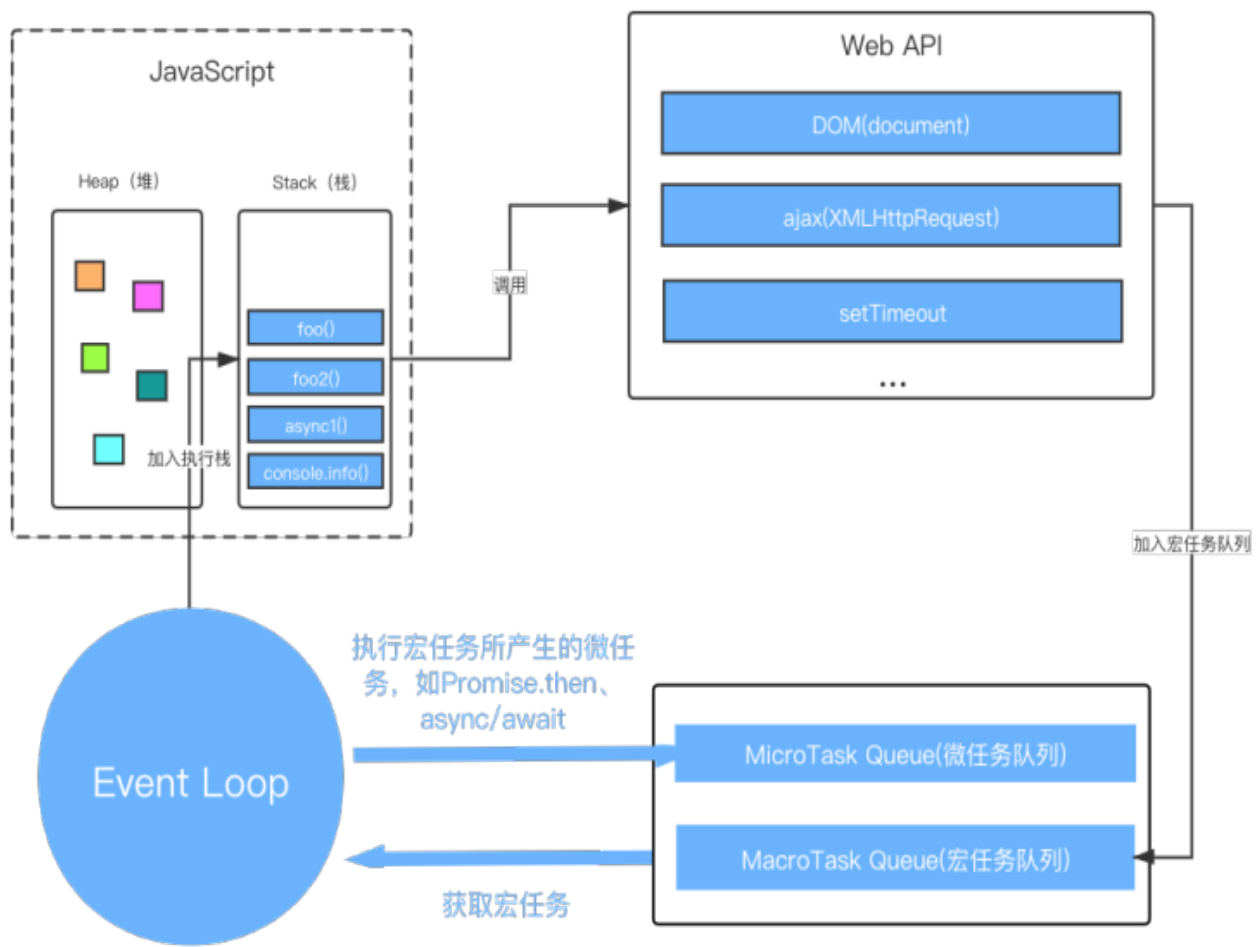 JavaScript
Heap（堆）
Stack（栈）
foo()
foo2()
async1()
console.info()
加入执行栈
调用
Web API
DOM(document)
ajax(XMLHttpRequest)
setTimeout
...
加入宏任务队列
Event Loop
执行宏任务所产生的微任
务，如Promise.then、
async/await
获取宏任务
MicroTask Queue(微任务队列)
MacroTask Queue(宏任务队列)